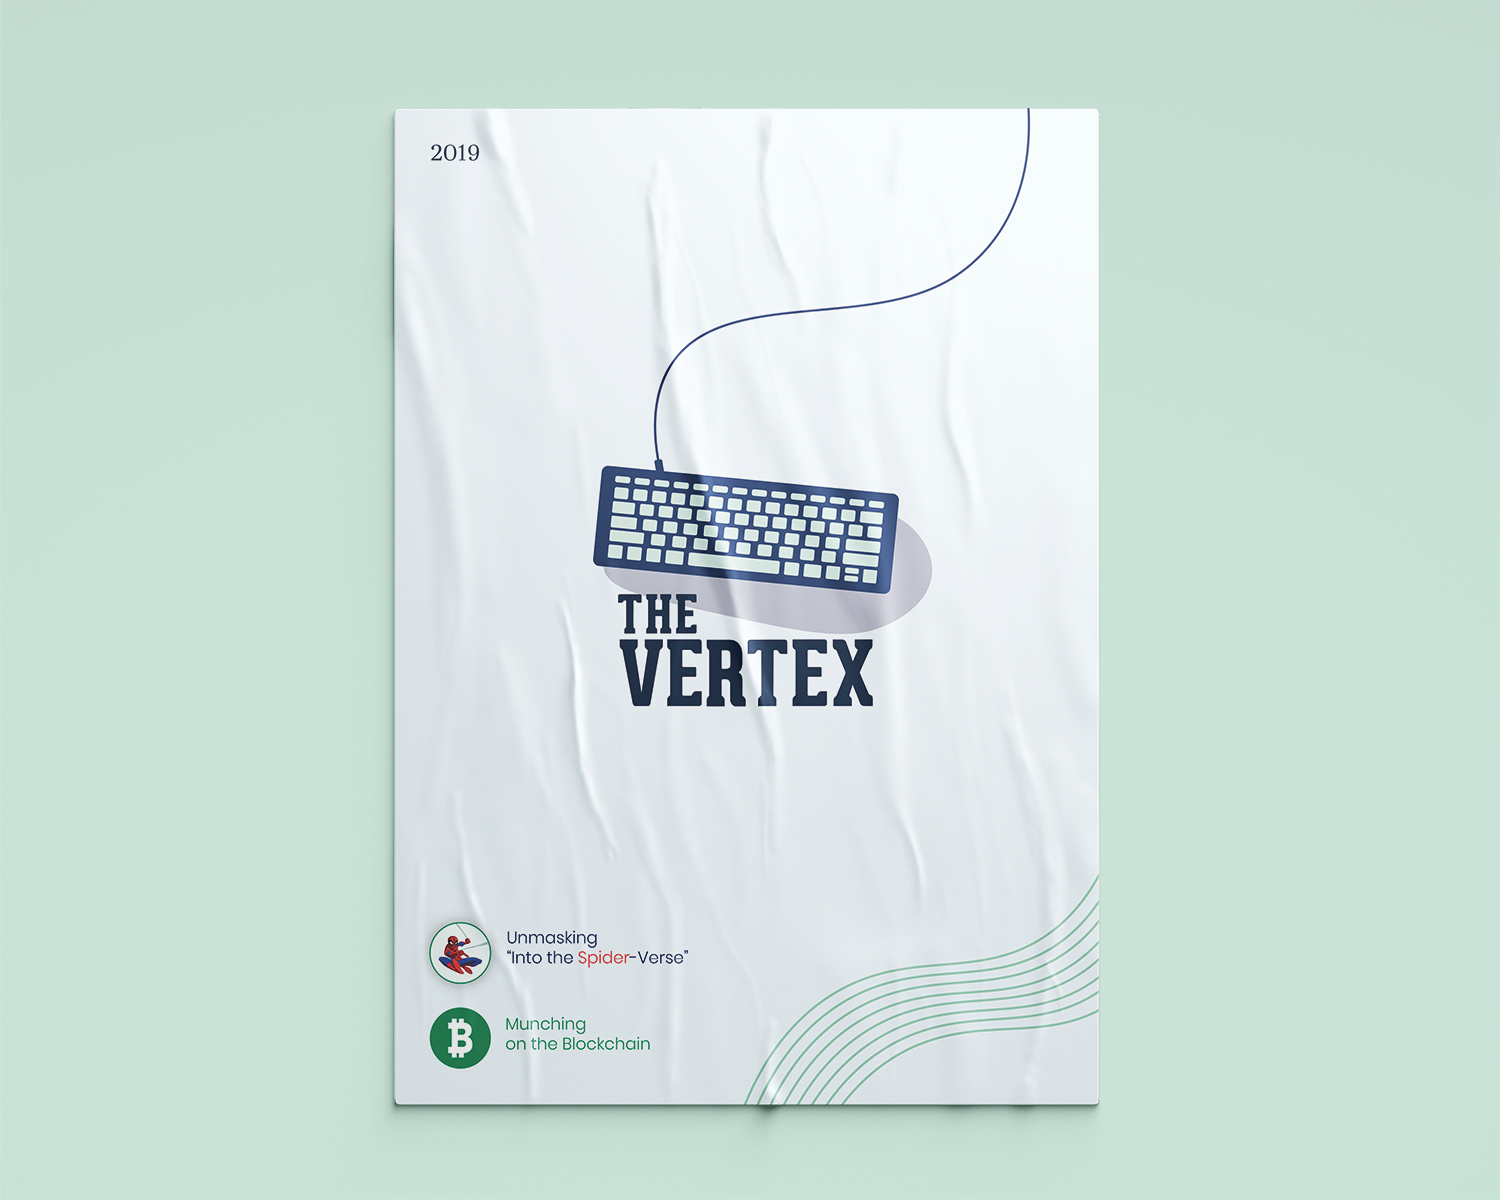 2019
THE
VERTEX
Unmasking
“Into the Spider-Verse”
Munching
on the Blockchain